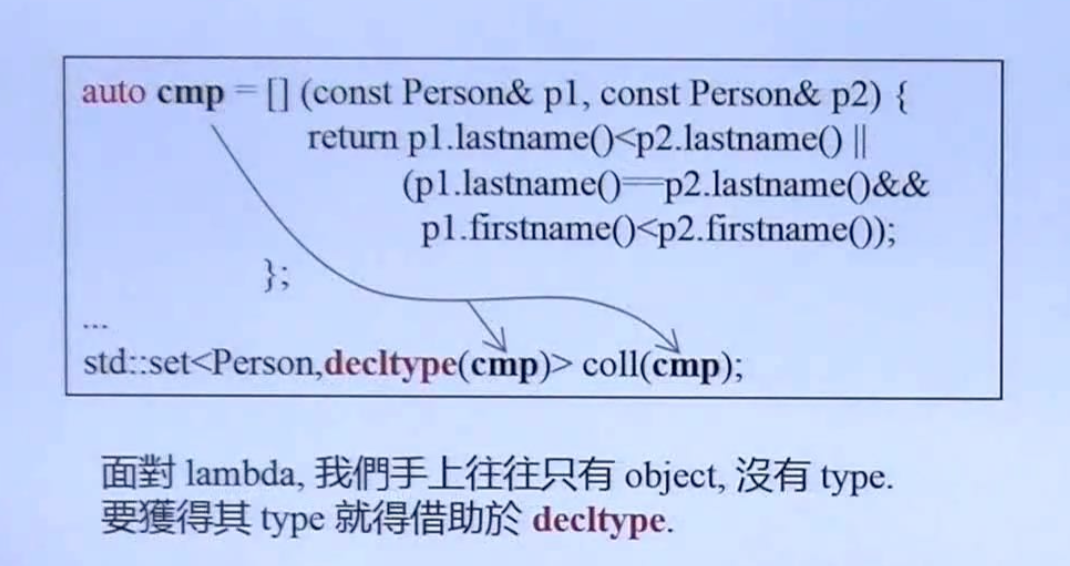 auto cmp = [] (const Person& p1, const Person& p2) {
return p1.lastname()<p2.lastname() ||
(p1.lastname()==p2.lastname()&&
p1.firstname()<p2.firstname());
};
...
std::set<Person,decltype(cmp)> coll(cmp);
面對 lambda, 我們手上往往只有 object, 沒有 type.
要獲得其 type 就得借助於 decltype.